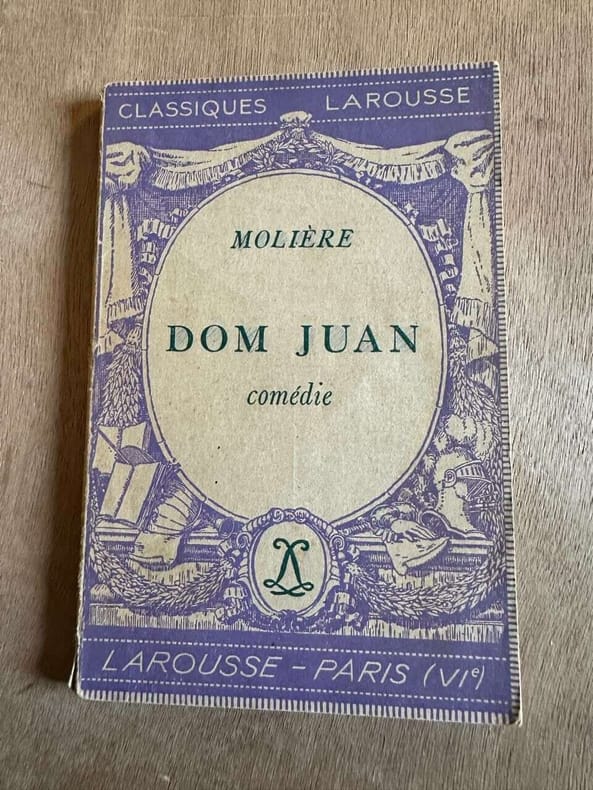 CLASSIQUES LAROUSSE
MOLIÈRE
DOM JUAN
comédie
LAROUSSE – PARIS (VIe)